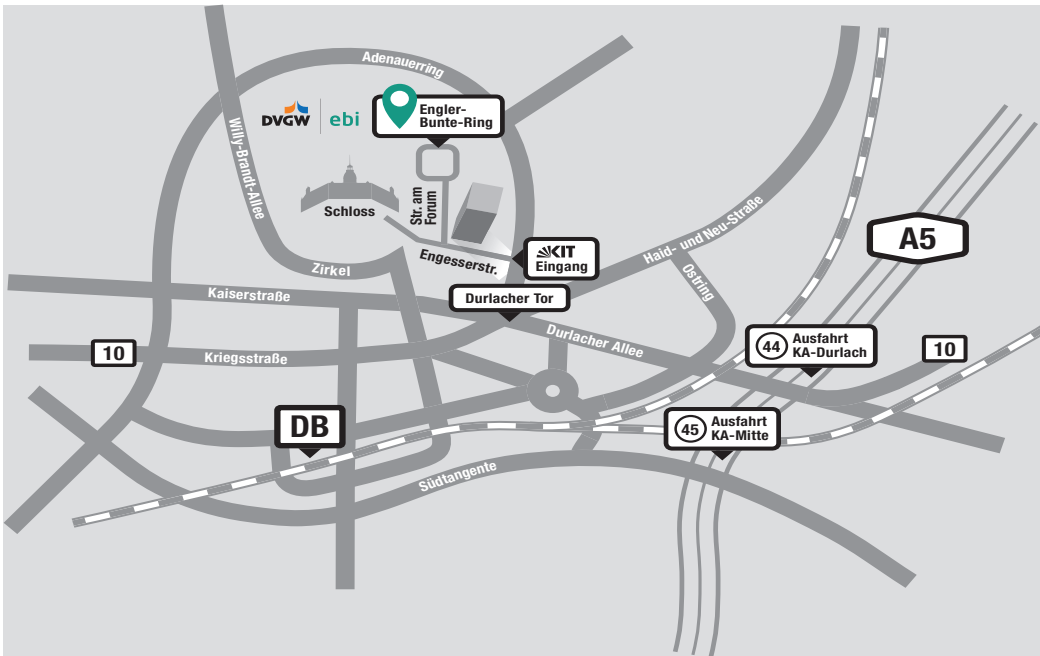 Adenauerring
Willy-Brandt-Allee
DVGW
ebi
Engler-
Bunte-Ring
Schloss
Str. am
Forum
Engesserstr.
KIT
Eingang
Haid- und Neu-Straße
A5
Zirkel
Ostring
Kaiserstraße
Durlacher Tor
Durlacher Allee
44
Ausfahrt
KA-Durlach
10
10
Kriegsstraße
DB
45
Ausfahrt
KA-Mitte
Südtangente